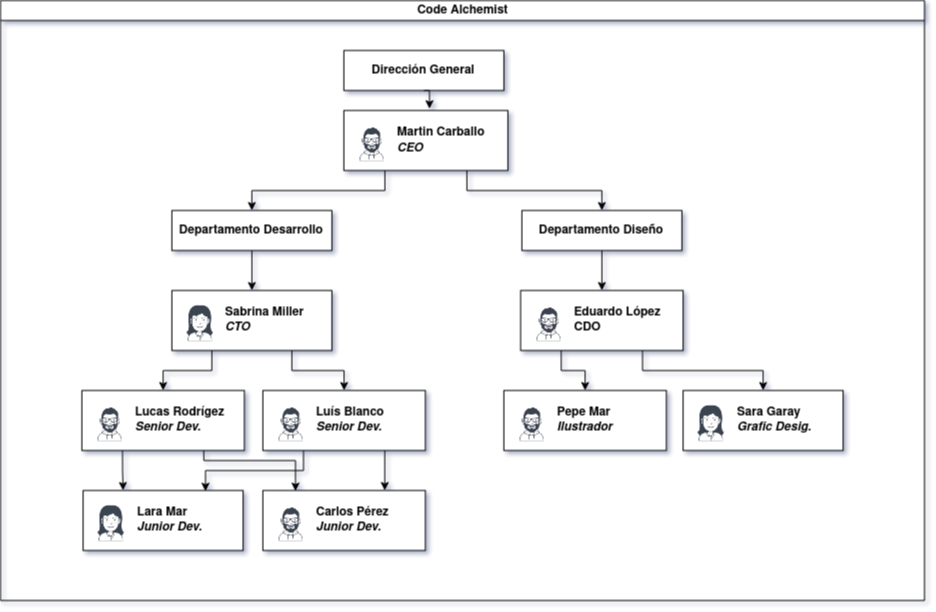 Code Alchemist
Dirección General
Martin Carballo
CEO
Departamento Desarrollo
Departamento Diseño
Sabrina Miller
CTO
Eduardo López
CDO
Lucas Rodrígez
Senior Dev.
Luís Blanco
Senior Dev.
Pepe Mar
Ilustrador
Sara Garay
Grafic Desig.
Lara Mar
Junior Dev.
Carlos Pérez
Junior Dev.